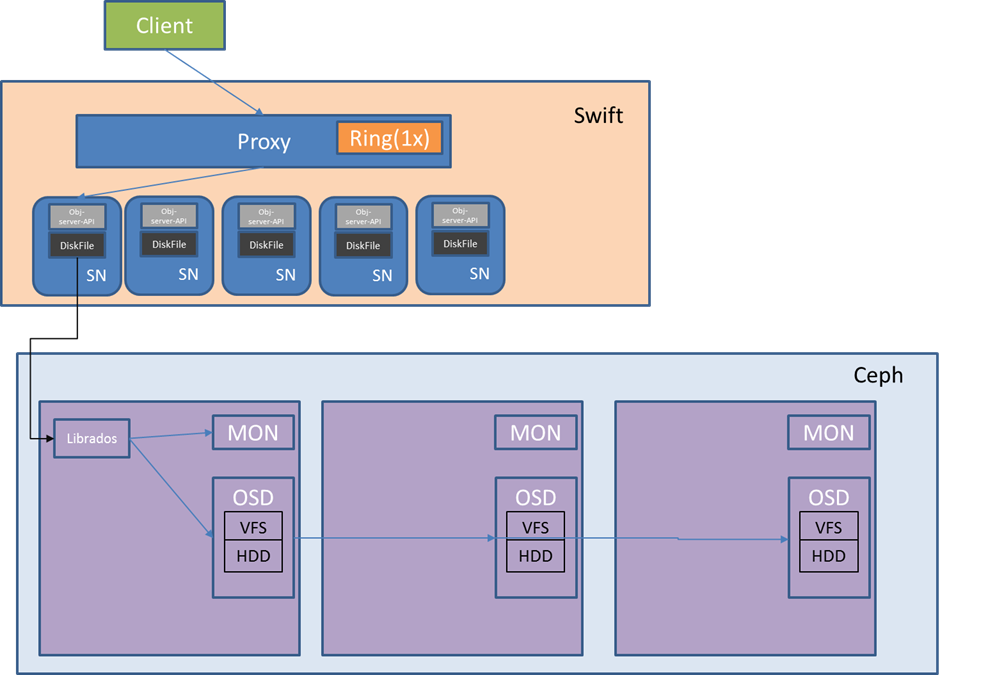 Client
Swift
Proxy
Ring(1x)
Obj-
server-API
DiskFile
SN
Obj-
server-API
DiskFile
SN
Obj-
server-API
DiskFile
SN
Obj-
server-API
DiskFile
SN
Obj-
server-API
DiskFile
SN
Ceph
Librados
MON
OSD
VFS
HDD
MON
OSD
VFS
HDD
MON
OSD
VFS
HDD